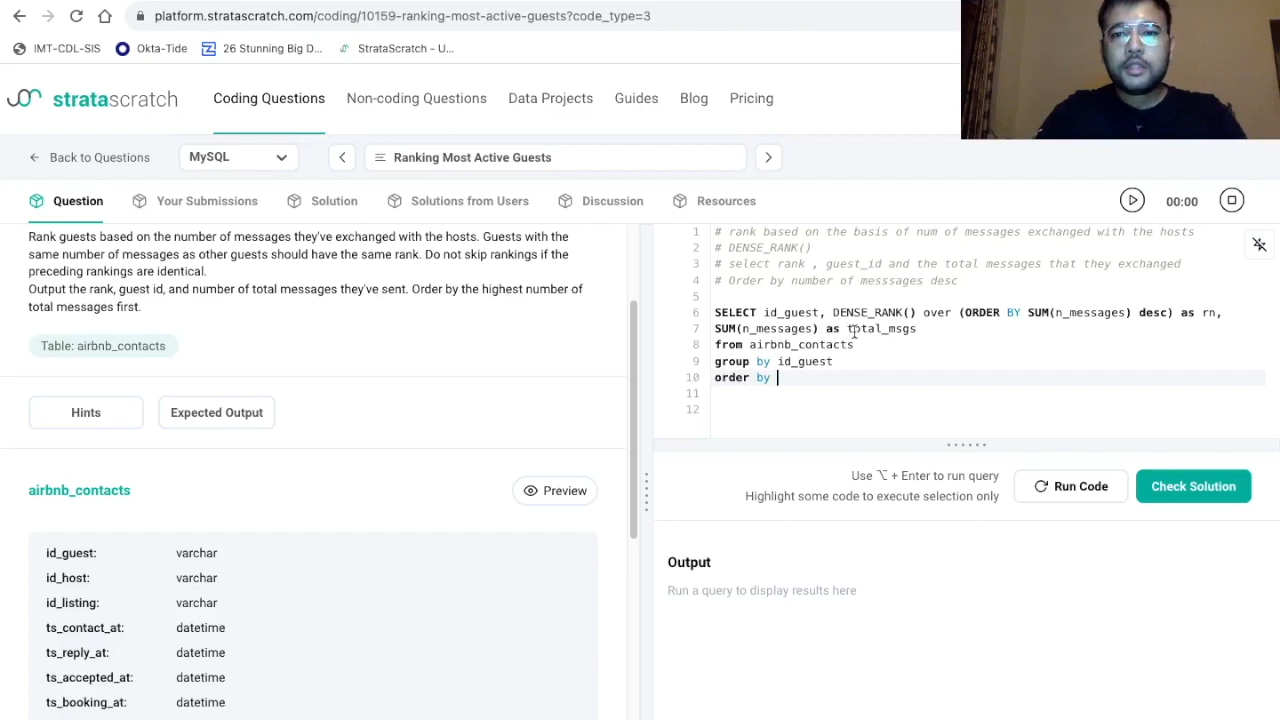 platform.stratascratch.com/coding/10159-ranking-most-active-guests?code_type=3
IMT-CDL-SIS
Okta-Tide
26 Stunning Big D...
StrataScratch - U...
stratascratch
Coding Questions
Non-coding Questions
Data Projects
Guides
Blog
Pricing
Back to Questions
MySQL
Ranking Most Active Guests
Question
Your Submissions
Solution
Solutions from Users
Discussion
Resources
00:00
Rank guests based on the number of messages they've exchanged with the hosts. Guests with the
same number of messages as other guests should have the same rank. Do not skip rankings if the
preceding rankings are identical.
Output the rank, guest id, and number of total messages they've sent. Order by the highest number of
total messages first.
Table: airbnb_contacts
Hints
Expected Output
airbnb_contacts
Preview
id_guest: varchar
id_host: varchar
id_listing: varchar
ts_contact_at: datetime
ts_reply_at: datetime
ts_accepted_at: datetime
ts_booking_at: datetime
1 # rank based on the basis of num of messages exchanged with the hosts
2 # DENSE_RANK()
3 # select rank , guest_id and the total messages that they exchanged
4 # Order by number of messsages desc
5
6 SELECT id_guest, DENSE_RANK() over (ORDER BY SUM(n_messages) desc) as rn,
7 SUM(n_messages) as total_msgs
8 from airbnb_contacts
9 group by id_guest
10 order by
11
12
Use ⌥ + Enter to run query
Highlight some code to execute selection only
Run Code
Check Solution
Output
Run a query to display results here